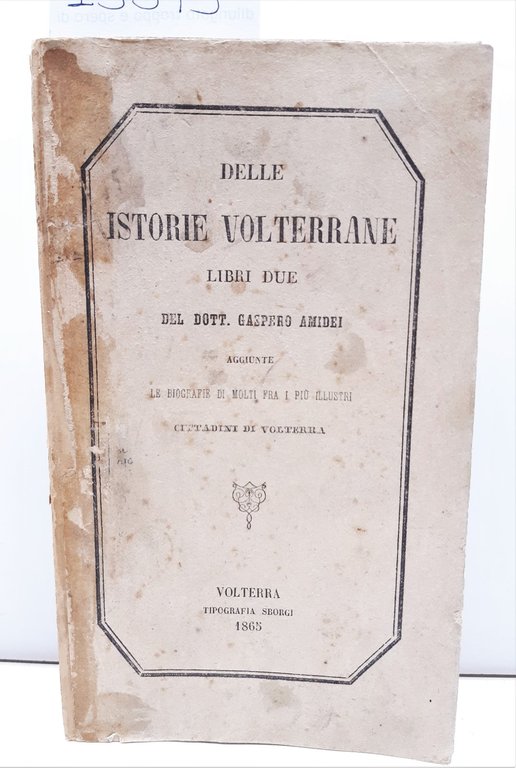 DELLE
ISTORIE VOLTERRANE
LIBRI DUE
DEL DOTT. GASPERO AMIDEI
AGGIUNTE
LE BIOGRAFIE DI MOLTI FRA I PIÙ ILLUSTRI
CITTADINI DI VOLTERRA
VOLTERRA
TIPOGRAFIA SBORGI
1865